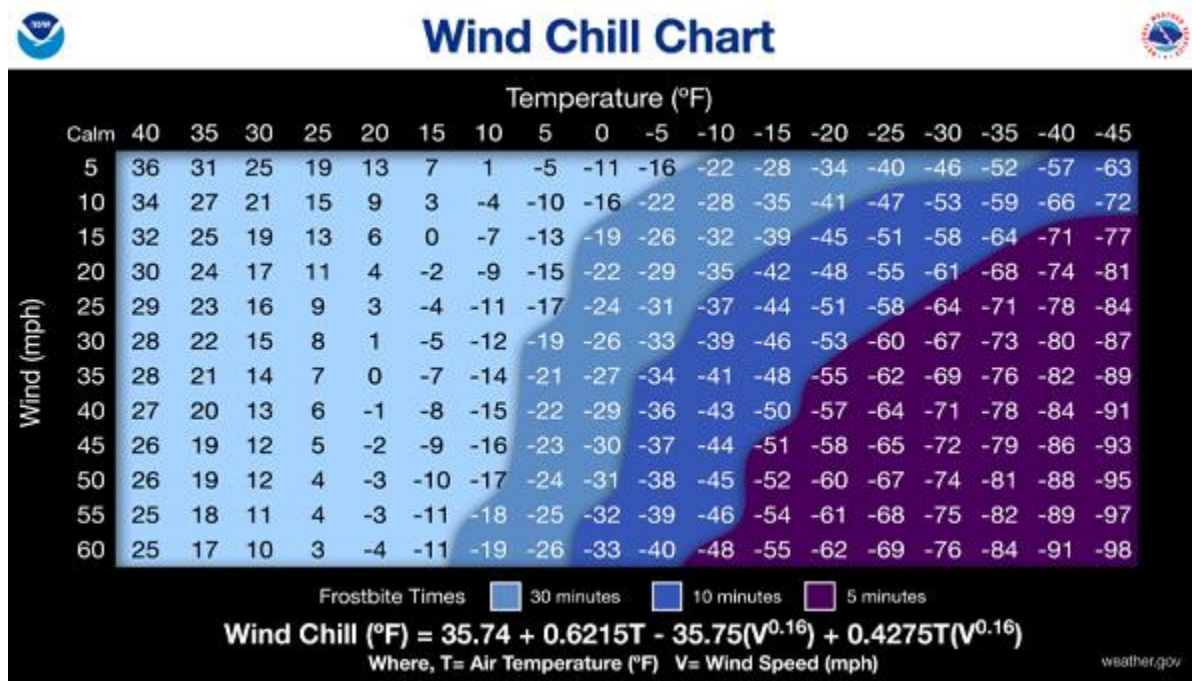 Wind Chill Chart
Temperature (ºF)
Calm 40 35 30 25 20 15 10 5 0 -5 -10 -15 -20 -25 -30 -35 -40 -45
5 36 31 25 19 13 7 1 -5 -11 -16 -22 -28 -34 -40 -46 -52 -57 -63
10 34 27 21 15 9 3 -4 -10 -16 -22 -28 -35 -41 -47 -53 -59 -66 -72
15 32 25 19 13 6 0 -7 -13 -19 -26 -32 -39 -45 -51 -58 -64 -71 -77
20 30 24 17 11 4 -2 -9 -15 -22 -29 -35 -42 -48 -55 -61 -68 -74 -81
25 29 23 16 9 3 -4 -11 -17 -24 -31 -37 -44 -51 -58 -64 -71 -78 -84
30 28 22 15 8 1 -5 -12 -19 -26 -33 -39 -46 -53 -60 -67 -73 -80 -87
35 28 21 14 7 0 -7 -14 -21 -27 -34 -41 -48 -55 -62 -69 -76 -82 -89
40 27 20 13 6 -1 -8 -15 -22 -29 -36 -43 -50 -57 -64 -71 -78 -84 -91
45 26 19 12 5 -2 -9 -16 -23 -30 -37 -44 -51 -58 -65 -72 -79 -86 -93
50 26 19 12 4 -3 -10 -17 -24 -31 -38 -45 -52 -60 -67 -74 -81 -88 -95
55 25 18 11 4 -3 -11 -18 -25 -32 -39 -46 -54 -61 -68 -75 -82 -89 -97
60 25 17 10 3 -4 -11 -19 -26 -33 -40 -48 -55 -62 -69 -76 -84 -91 -98
Wind (mph)
Frostbite Times 30 minutes 10 minutes 5 minutes
Wind Chill (ºF) = 35.74 + 0.6215T - 35.75(V^0.16) + 0.4275T(V^0.16)
Where, T= Air Temperature (ºF) V= Wind Speed (mph)
weather.gov